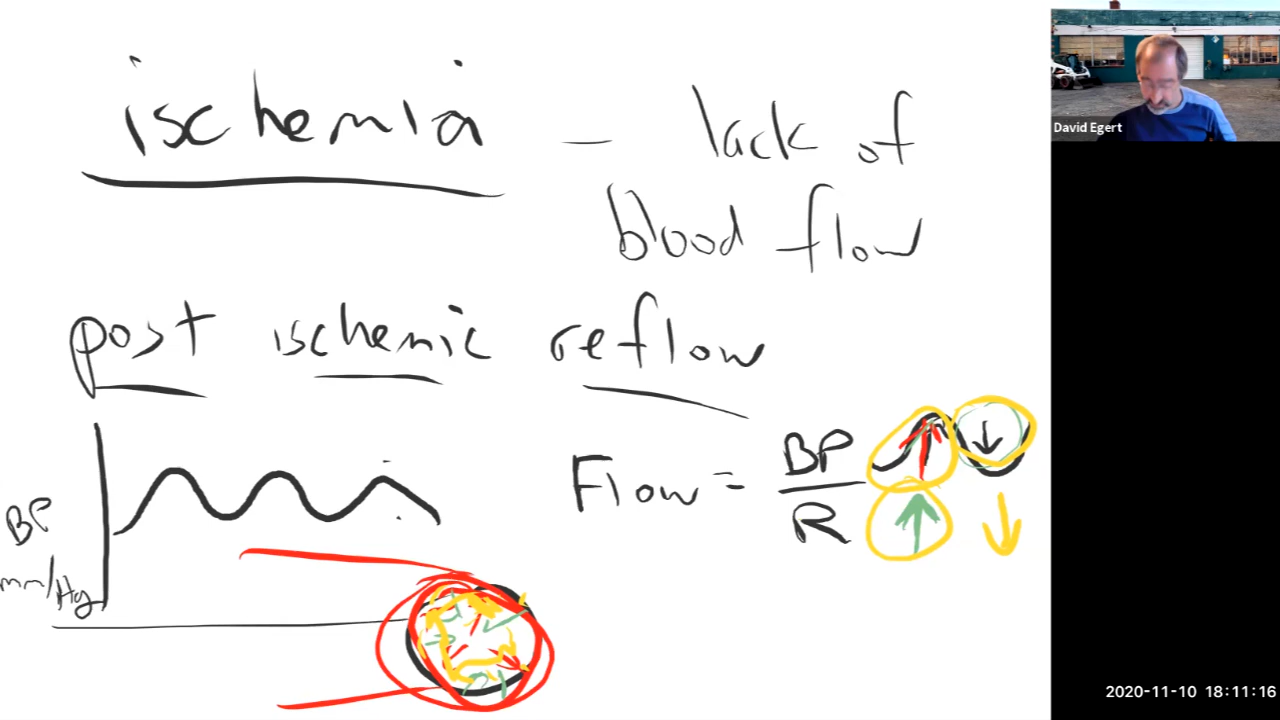 ischemia – lack of
blood flow
post ischemic reflow
Flow = BP
R
BP
mm/Hg
David Egert
2020-11-10 18:11:16